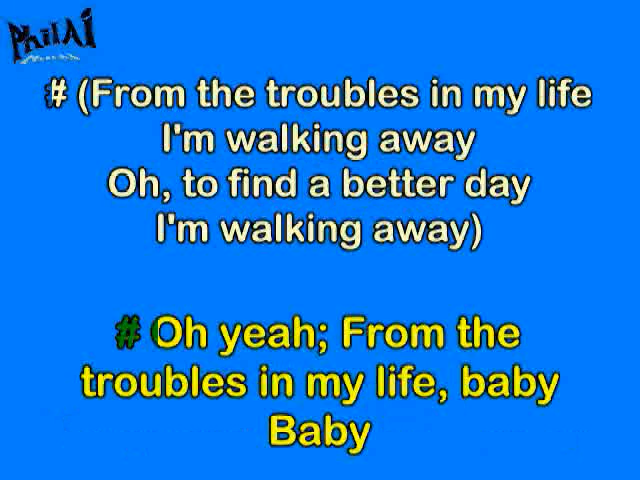 PhilAl
# (From the troubles in my life
I'm walking away
Oh, to find a better day
I'm walking away)
# Oh yeah; From the
troubles in my life, baby
Baby